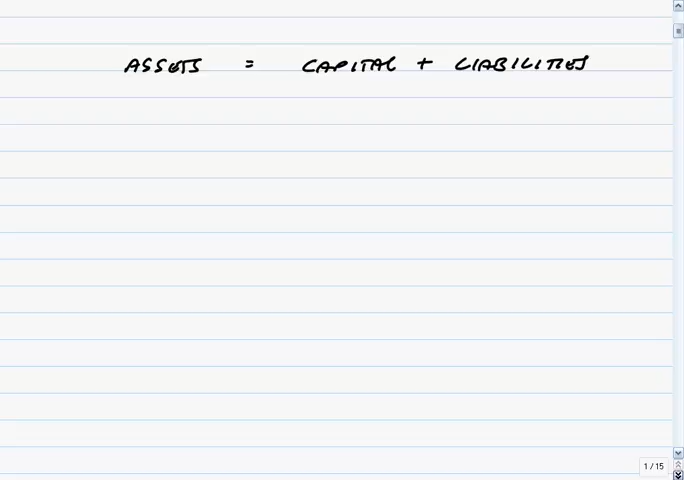 ASSETS = CAPITAL + LIABILITIES
1 / 15